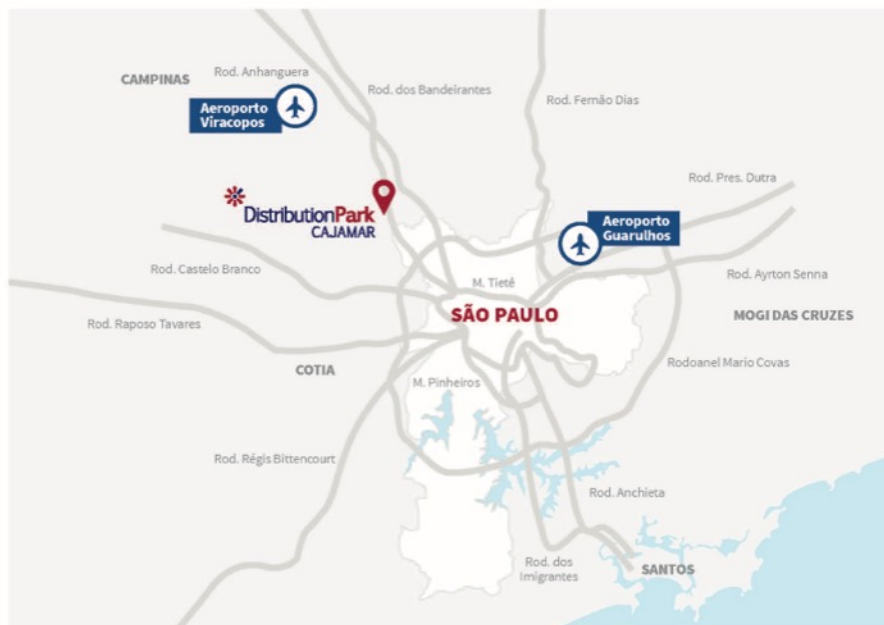 CAMPINAS
Rod. Anhanguera
Rod. dos Bandeirantes
Aeroporto
Viracopos
Rod. Fernão Dias
Rod. Pres. Dutra
DistributionPark
CAJAMAR
Aeroporto
Guarulhos
Rod. Castelo Branco
M. Tietê
Rod. Ayrton Senna
SÃO PAULO
MOGI DAS CRUZES
Rod. Raposo Tavares
COTIA
Rodoanel Mario Covas
M. Pinheiros
Rod. Régis Bittencourt
Rod. Anchieta
Rod. dos
Imigrantes
SANTOS